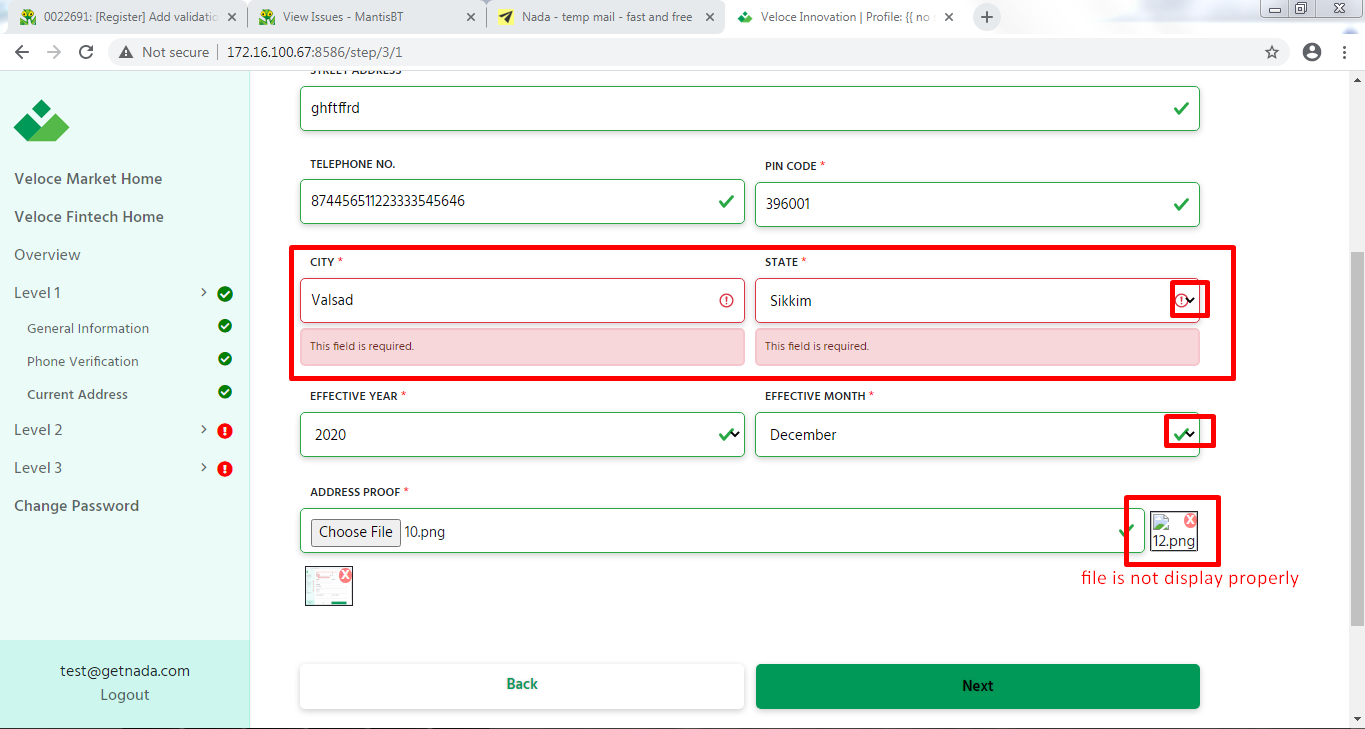 0022691: [Register] Add validatio
View Issues - MantisBT
Nada - temp mail - fast and free
Veloce Innovation | Profile: {{ no
Not secure
172.16.100.67:8586/step/3/1
STREET ADDRESS
ghftffrd
TELEPHONE NO.
PIN CODE *
874456511223333545646
396001
CITY *
STATE *
Valsad
Sikkim
This field is required.
This field is required.
EFFECTIVE YEAR *
EFFECTIVE MONTH *
2020
December
ADDRESS PROOF *
Choose File 10.png
12.png
file is not display properly
Back
Next
Veloce Market Home
Veloce Fintech Home
Overview
Level 1
General Information
Phone Verification
Current Address
Level 2
Level 3
Change Password
test@getnada.com
Logout